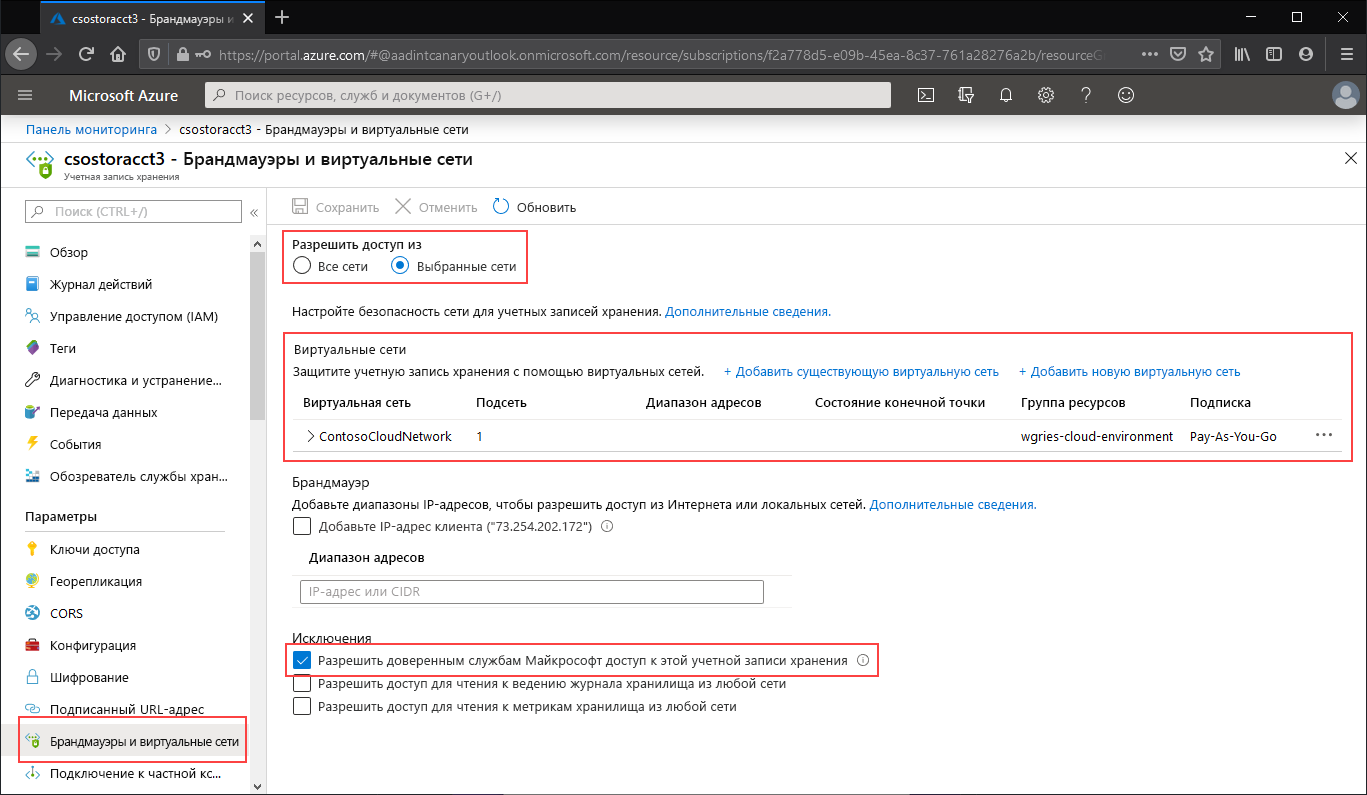 csostoracct3 - Брандмауэры и
https://portal.azure.com/#@aadintcanaryoutlook.onmicrosoft.com/resource/subscriptions/f2a778d5-e09b-45ea-8c37-761a28276a2b/resourceG
Microsoft Azure
Поиск ресурсов, служб и документов (G+/)
Панель мониторинга > csostoracct3 - Брандмауэры и виртуальные сети
csostoracct3 - Брандмауэры и виртуальные сети
Учетная запись хранения
Поиск (CTRL+/)
Обзор
Журнал действий
Управление доступом (IAM)
Теги
Диагностика и устранение...
Передача данных
События
Обозреватель службы хран...
Параметры
Ключи доступа
Георепликация
CORS
Конфигурация
Шифрование
Подписанный URL-адрес
Брандмауэры и виртуальные сети
Подключение к частной кс...
Сохранить Отменить Обновить
Разрешить доступ из
Все сети Выбранные сети
Настройте безопасность сети для учетных записей хранения. Дополнительные сведения.
Виртуальные сети
Защитите учетную запись хранения с помощью виртуальных сетей. + Добавить существующую виртуальную сеть + Добавить новую виртуальную сеть
Виртуальная сеть Подсеть Диапазон адресов Состояние конечной точки Группа ресурсов Подписка
ContosoCloudNetwork 1 wgries-cloud-environment Pay-As-You-Go ...
Брандмауэр
Добавьте диапазоны IP-адресов, чтобы разрешить доступ из Интернета или локальных сетей. Дополнительные сведения.
Добавьте IP-адрес клиента ("73.254.202.172")
Диапазон адресов
IP-адрес или CIDR
Исключения
Разрешить доверенным службам Майкрософт доступ к этой учетной записи хранения
Разрешить доступ для чтения к ведению журнала хранилища из любой сети
Разрешить доступ для чтения к метрикам хранилища из любой сети